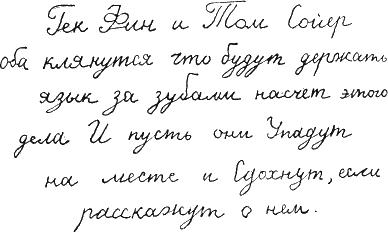 Гек Фин и Том Сойер
оба клянутся что будут держать
язык за зубами насчет этого
дела И пусть они Упадут
на месте и Сдохнут, если
расскажут о нем.